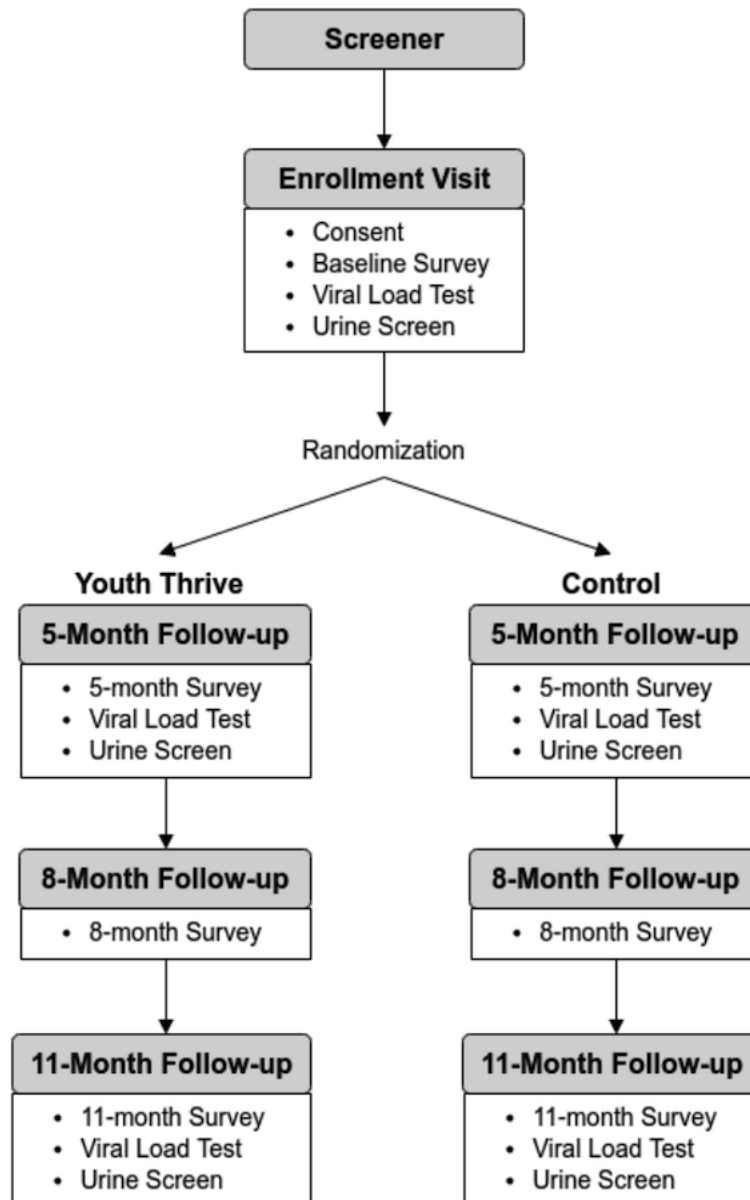 Screener
Enrollment Visit
• Consent
• Baseline Survey
• Viral Load Test
• Urine Screen
Randomization
Youth Thrive
5-Month Follow-up
• 5-month Survey
• Viral Load Test
• Urine Screen
8-Month Follow-up
• 8-month Survey
11-Month Follow-up
• 11-month Survey
• Viral Load Test
• Urine Screen
Control
5-Month Follow-up
• 5-month Survey
• Viral Load Test
• Urine Screen
8-Month Follow-up
• 8-month Survey
11-Month Follow-up
• 11-month Survey
• Viral Load Test
• Urine Screen